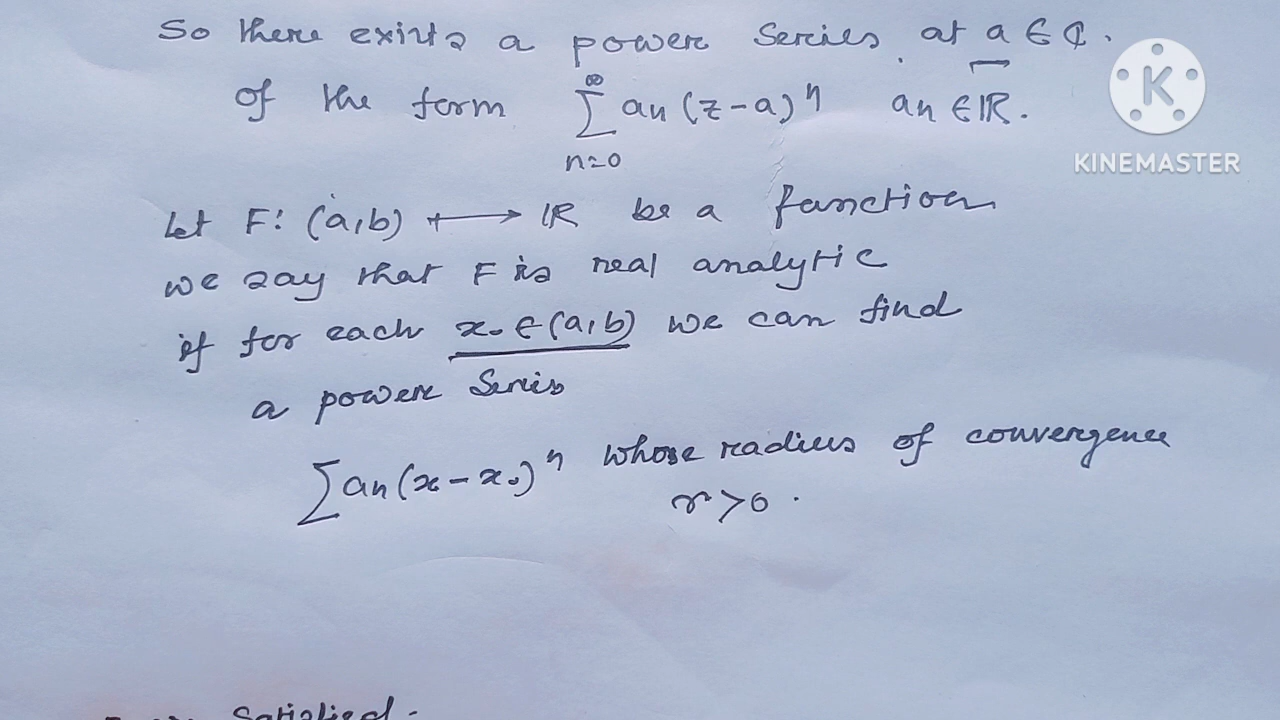 So there exists a power Series at a ∈ ℂ.
of the form ∑_{n=0}^{∞} an (z-a)^n an ∈ ℝ.
KINEMASTER
Let F: (a,b) ⟼ ℝ be a function
we say that F is real analytic
if for each x₀ ∈ (a,b) we can find
a power Series
∑ an (x - x₀)^n whose radius of convergence
r > 0 .
Satisfied.